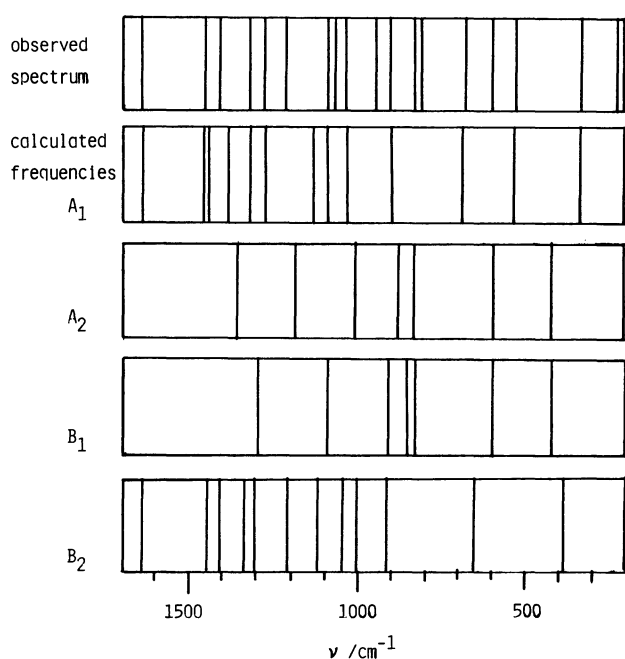 observed
spectrum
calculated
frequencies
A1
A2
B1
B2
1500 1000 500
ν /cm-1